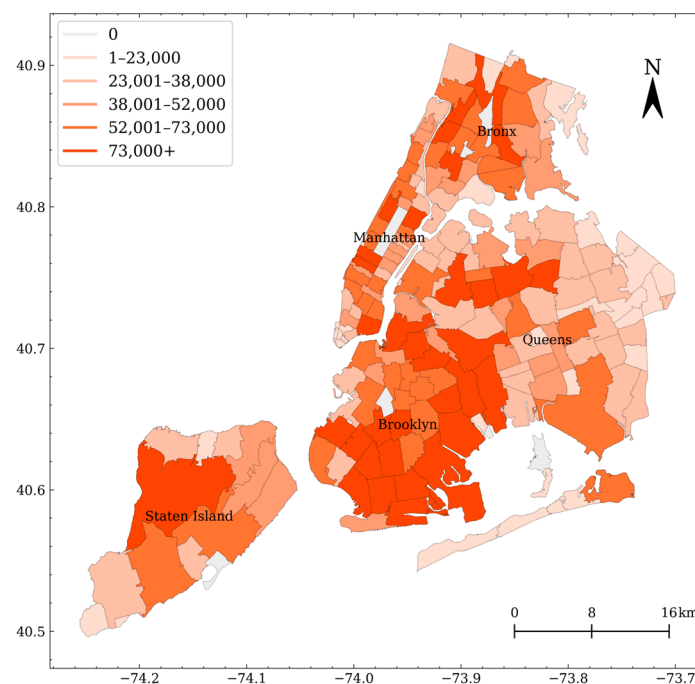 0
1–23,000
23,001–38,000
38,001–52,000
52,001–73,000
73,000+
N
Bronx
Manhattan
Queens
Brooklyn
Staten Island
0 8 16km
40.9
40.8
40.7
40.6
40.5
−74.2 −74.1 −74.0 −73.9 −73.8 −73.7